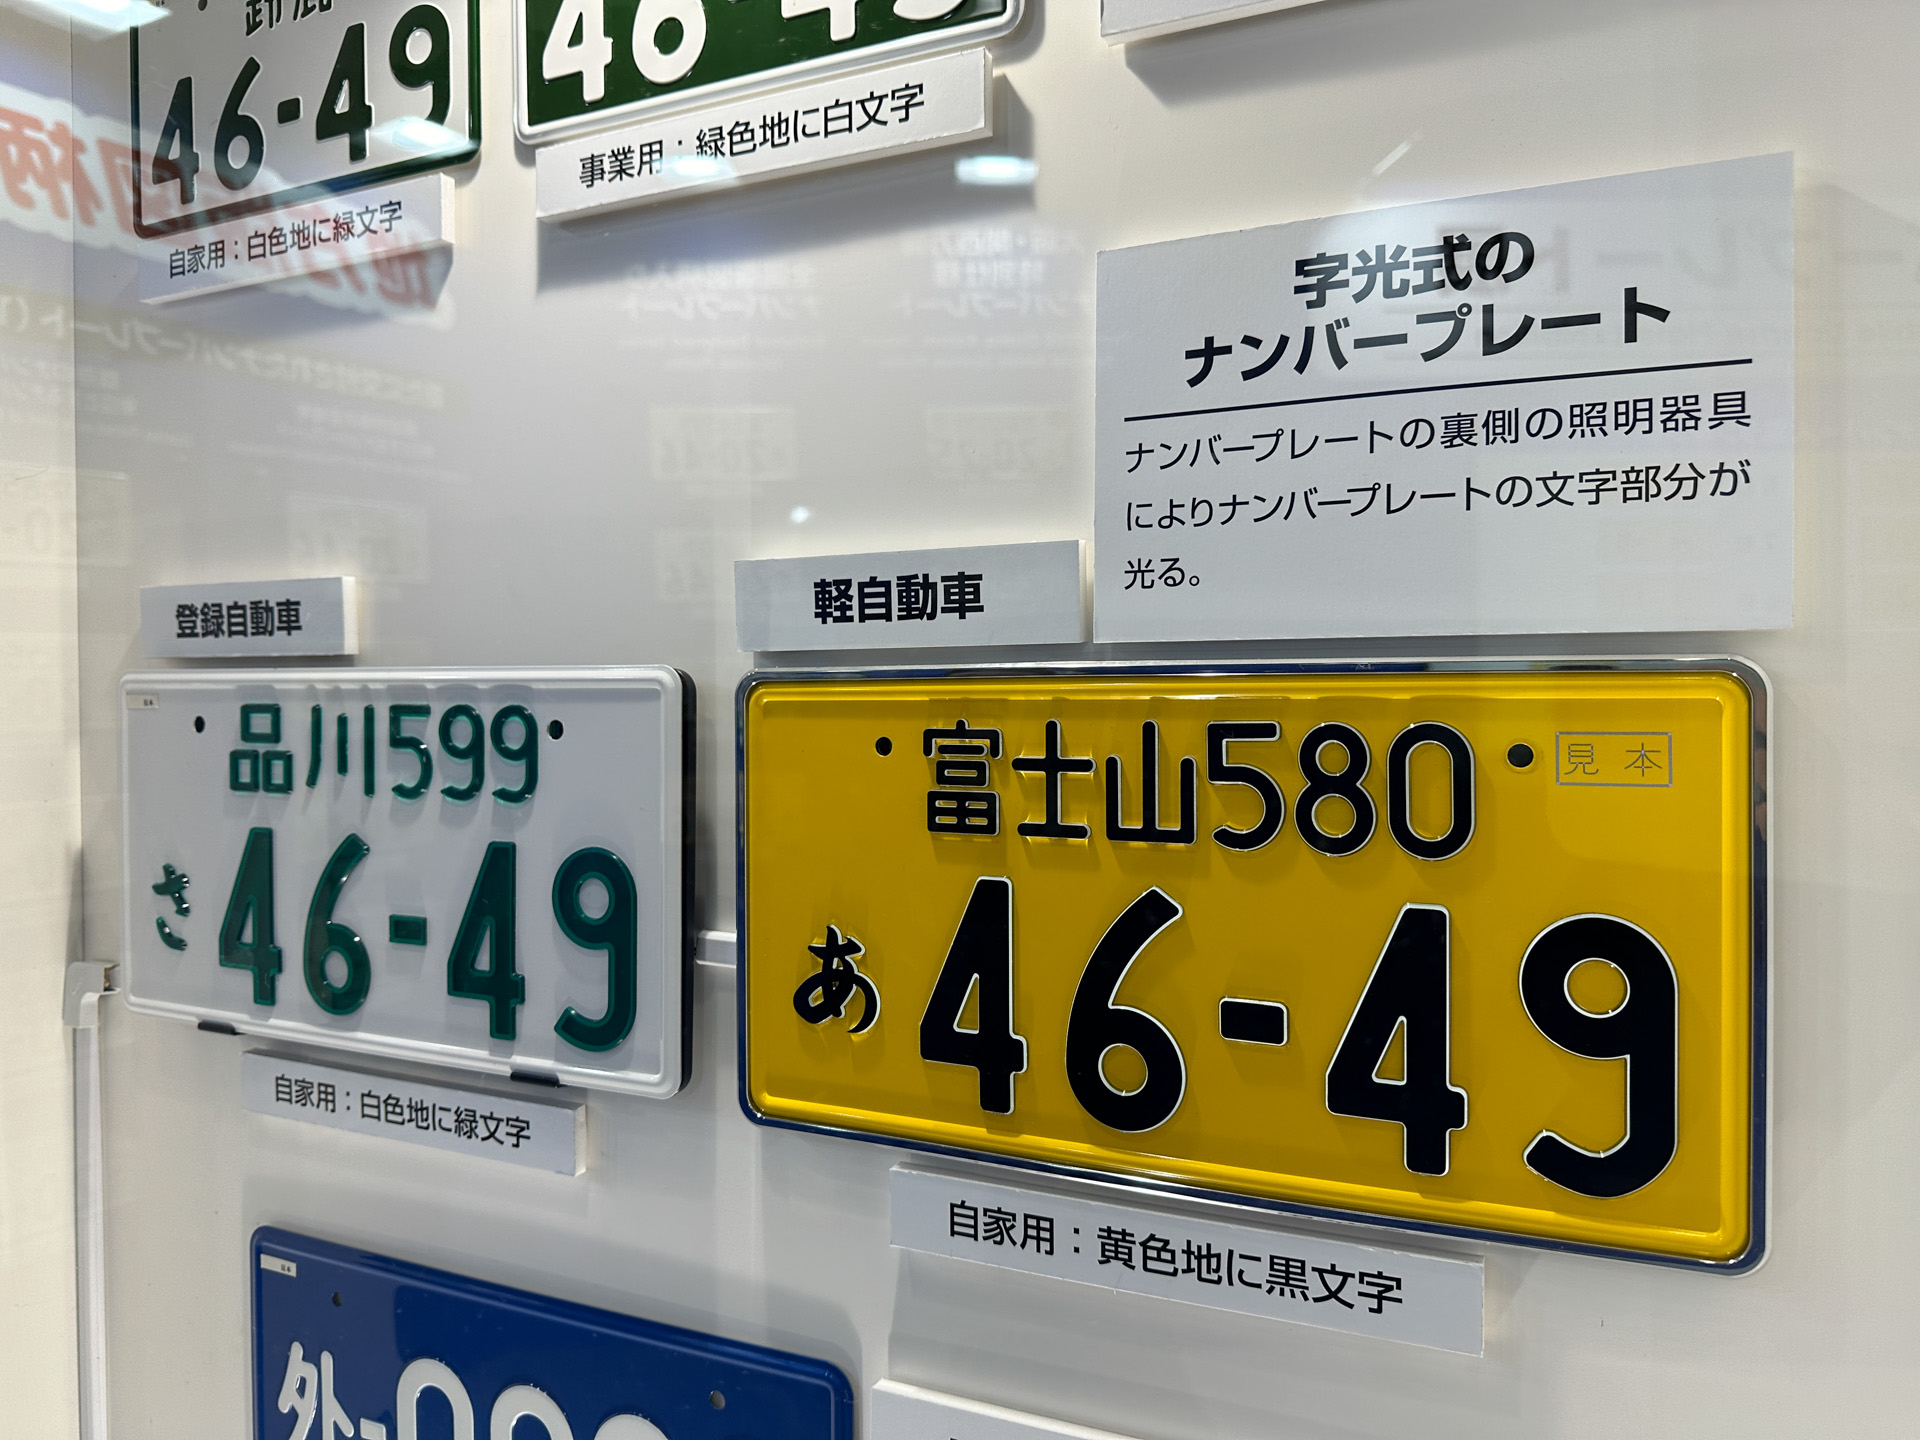 46-49
自家用：白色地に緑文字
46-49
事業用：緑色地に白文字
字光式の
ナンバープレート
ナンバープレートの裏側の照明器具
によりナンバープレートの文字部分が
光る。
登録自動車
品川599
さ 46-49
自家用：白色地に緑文字
軽自動車
富士山580
見本
あ 46-49
自家用：黄色地に黒文字
見本
外-